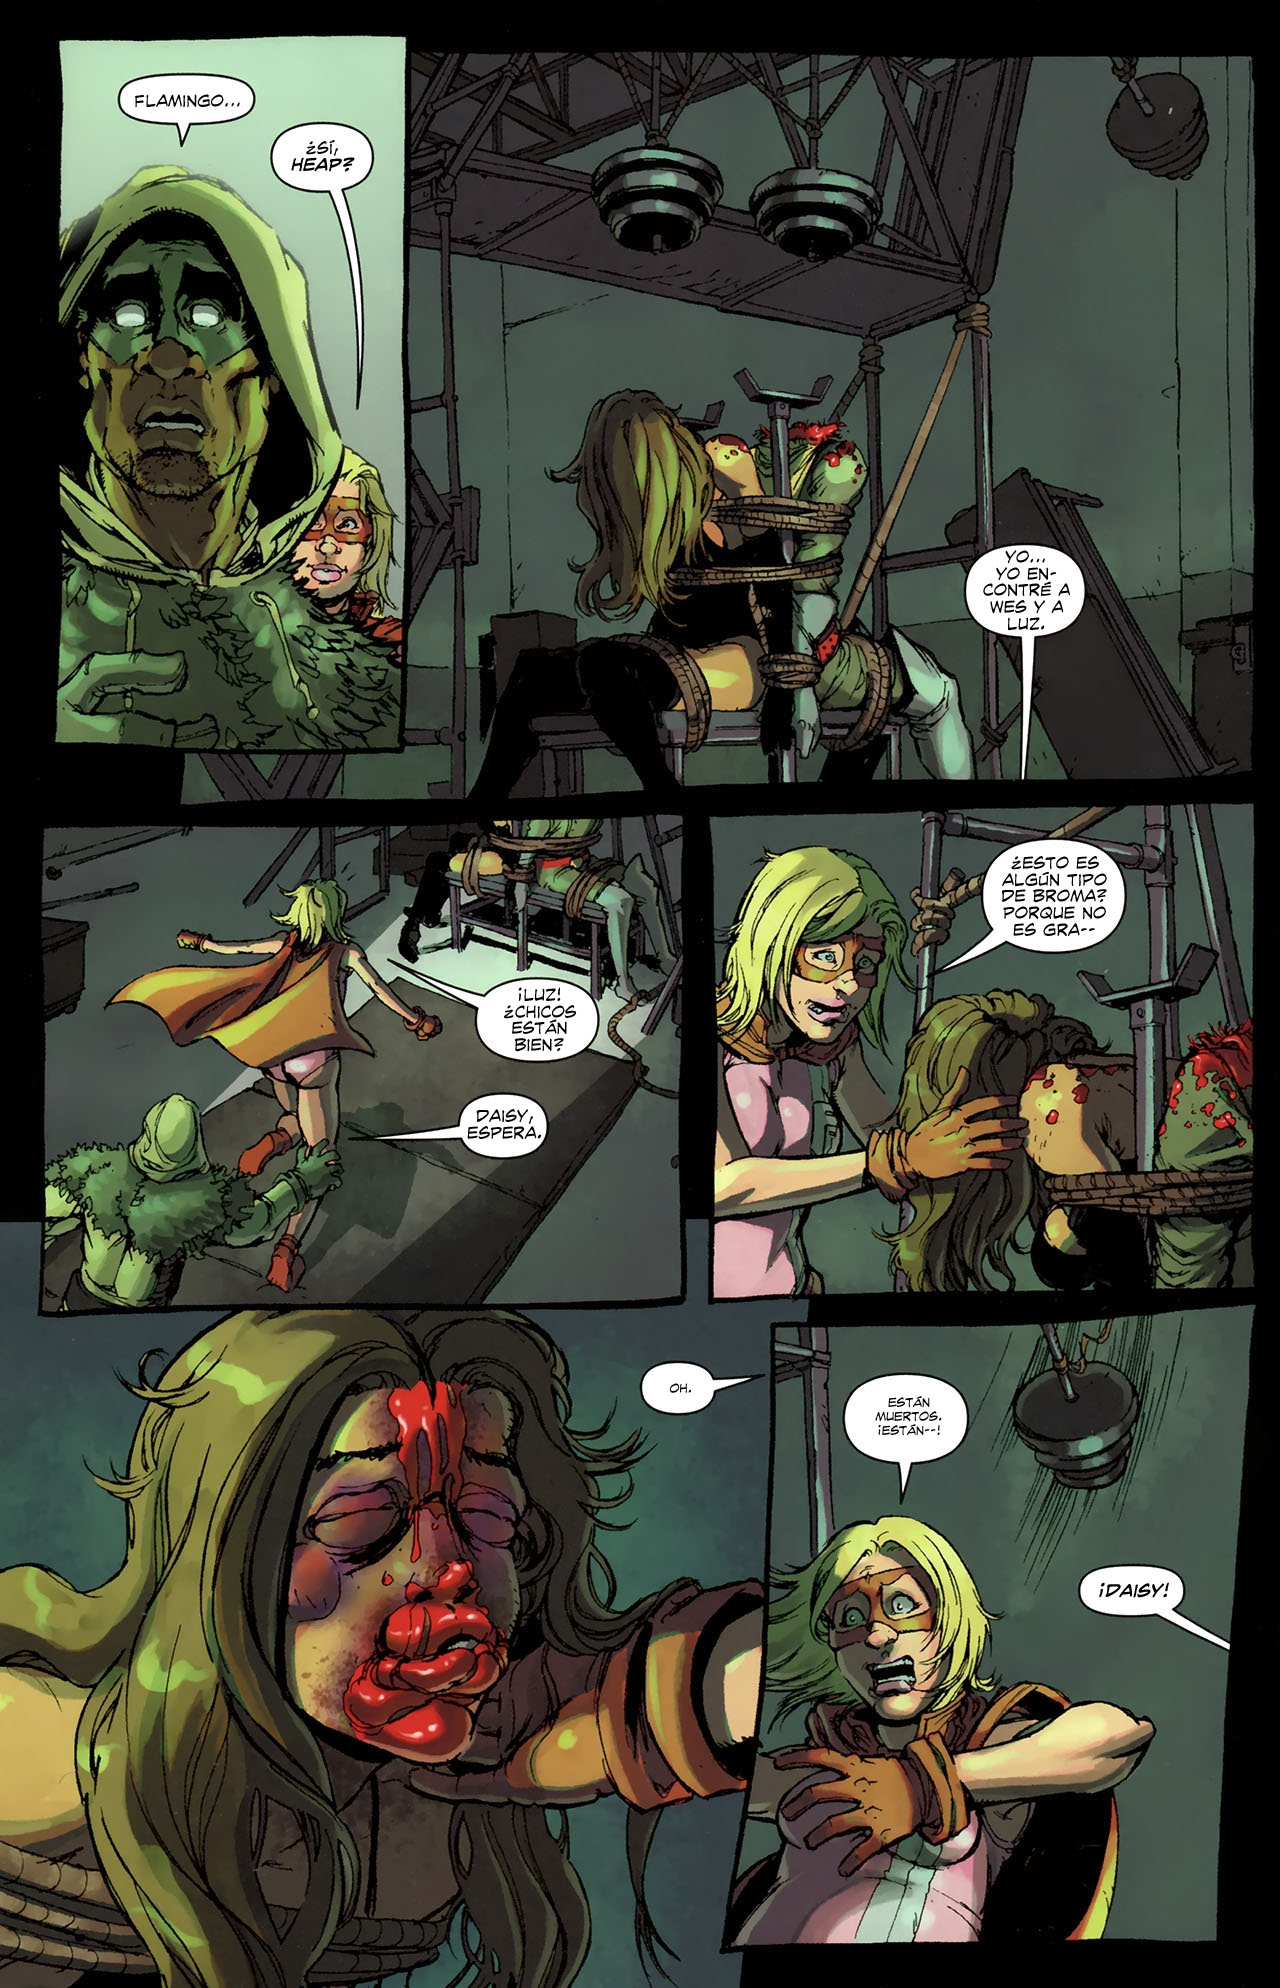 FLAMINGO...
¿SÍ,
HEAP?
YO...
YO EN-
CONTRÉ A
WES Y A
LUZ.
¡LUZ!
¿CHICOS
ESTÁN
BIEN?
DAISY,
ESPERA.
¿ESTO ES
ALGÚN TIPO
DE BROMA?
PORQUE NO
ES GRA--
OH.
ESTÁN
MUERTOS.
¡ESTÁN--!
¡DAISY!